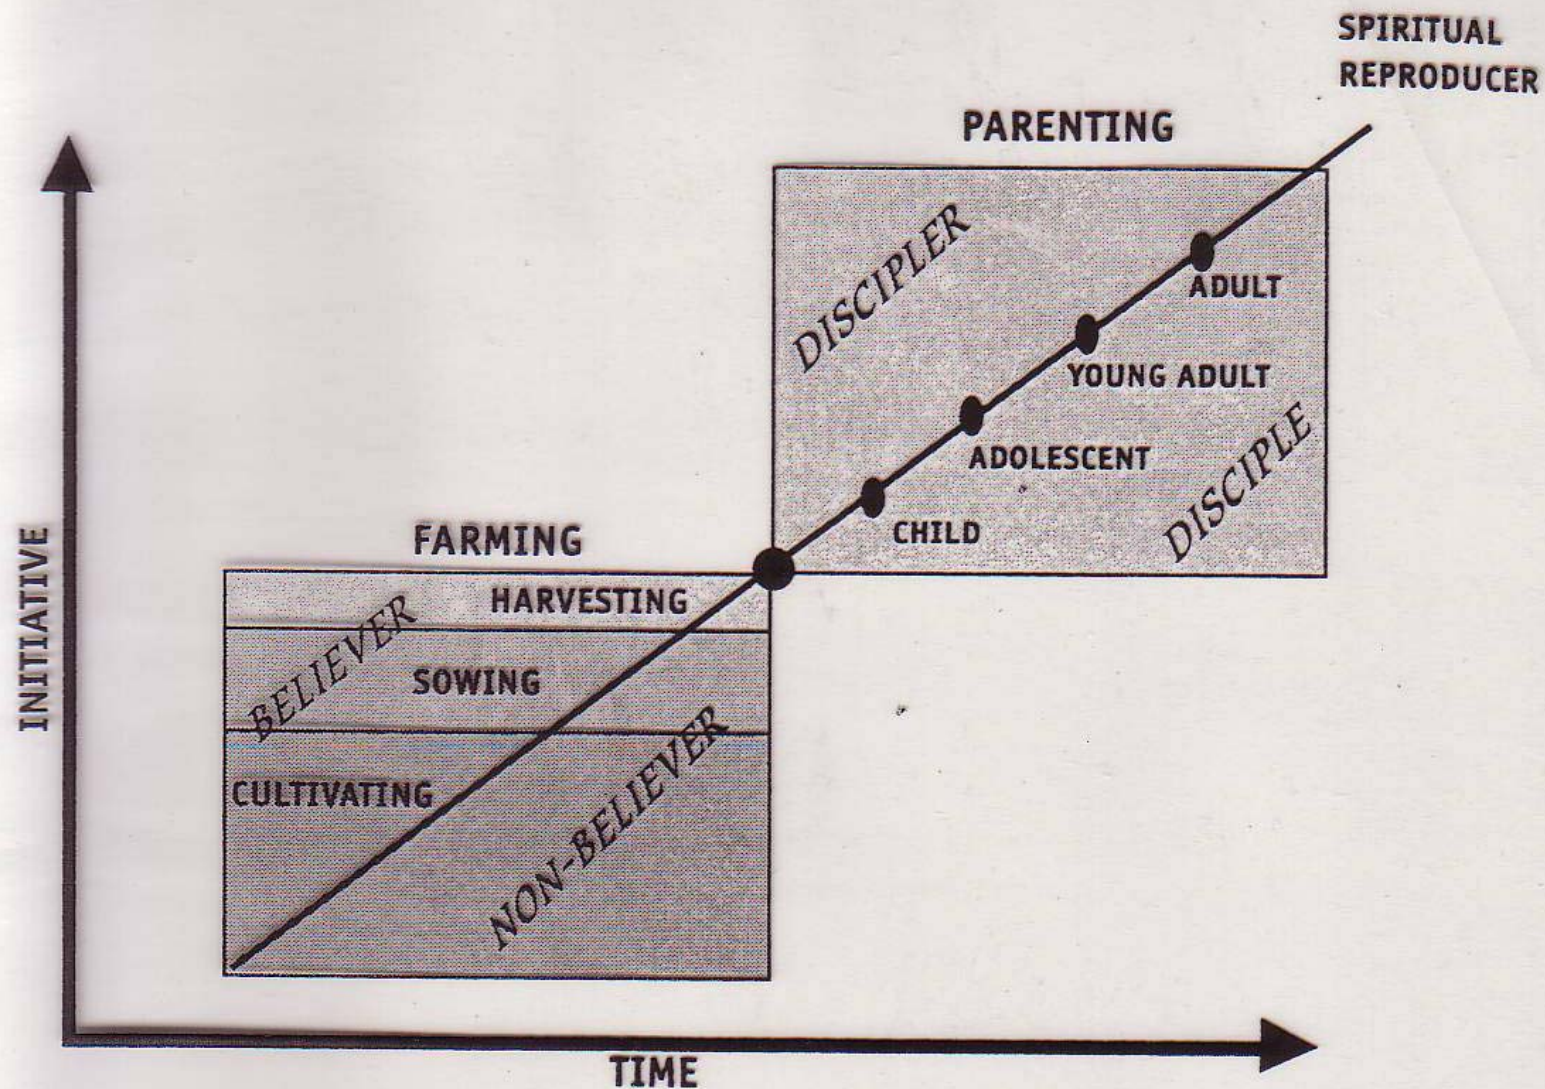 SPIRITUAL
REPRODUCER
PARENTING
DISCIPLER
ADULT
YOUNG ADULT
ADOLESCENT
DISCIPLE
CHILD
FARMING
HARVESTING
BELIEVER
SOWING
CULTIVATING
NON-BELIEVER
INITIATIVE
TIME